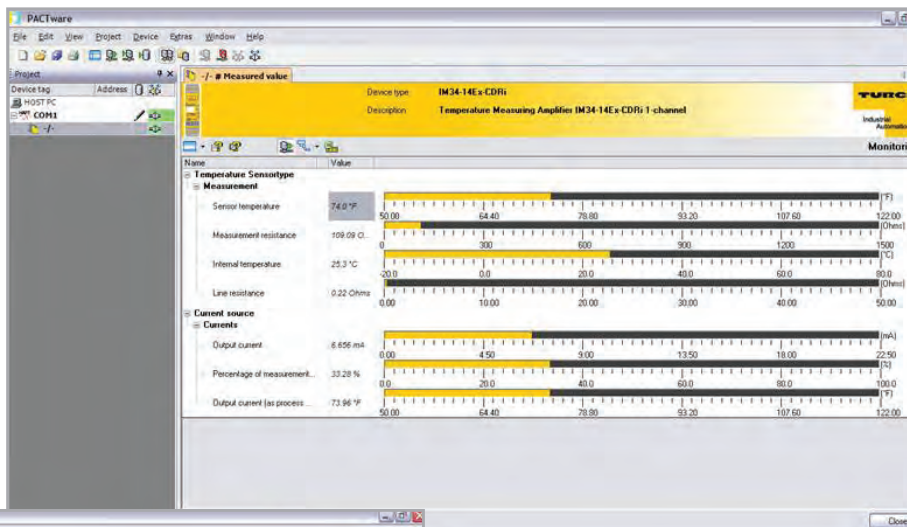 PACTware
File Edit View Project Device Extras Window Help
Project
Device tag Address
HOST PC
COM1
-/-
-/- # Measured value
Device type IM34-14Ex-CDRi
Description Temperature Measuring Amplifier IM34-14Ex-CDRi 1-channel
TURC
Industrial
Automatio
Monitori
Name Value
Temperature Sensortype
Measurement
Sensor temperature 74.0 °F [°F]
50.00 64.40 78.80 93.20 107.60 122.00
Measurement resistance 109.09 O... [Ohms]
0 300 600 900 1200 1500
Internal temperature 25.3 °C [°C]
-20.0 0.0 20.0 40.0 60.0 80.0
Line resistance 0.22 Ohms [Ohms]
0.00 10.00 20.00 30.00 40.00 50.00
Current source
Currents
Output current 6.656 mA [mA]
0.00 4.50 9.00 13.50 18.00 22.50
Percentage of measurement... 33.28 % [%]
0.0 20.0 40.0 60.0 80.0 100.0
Output current (as process ... 73.96 °F [°F]
50.00 64.40 78.80 93.20 107.60 122.00
Close